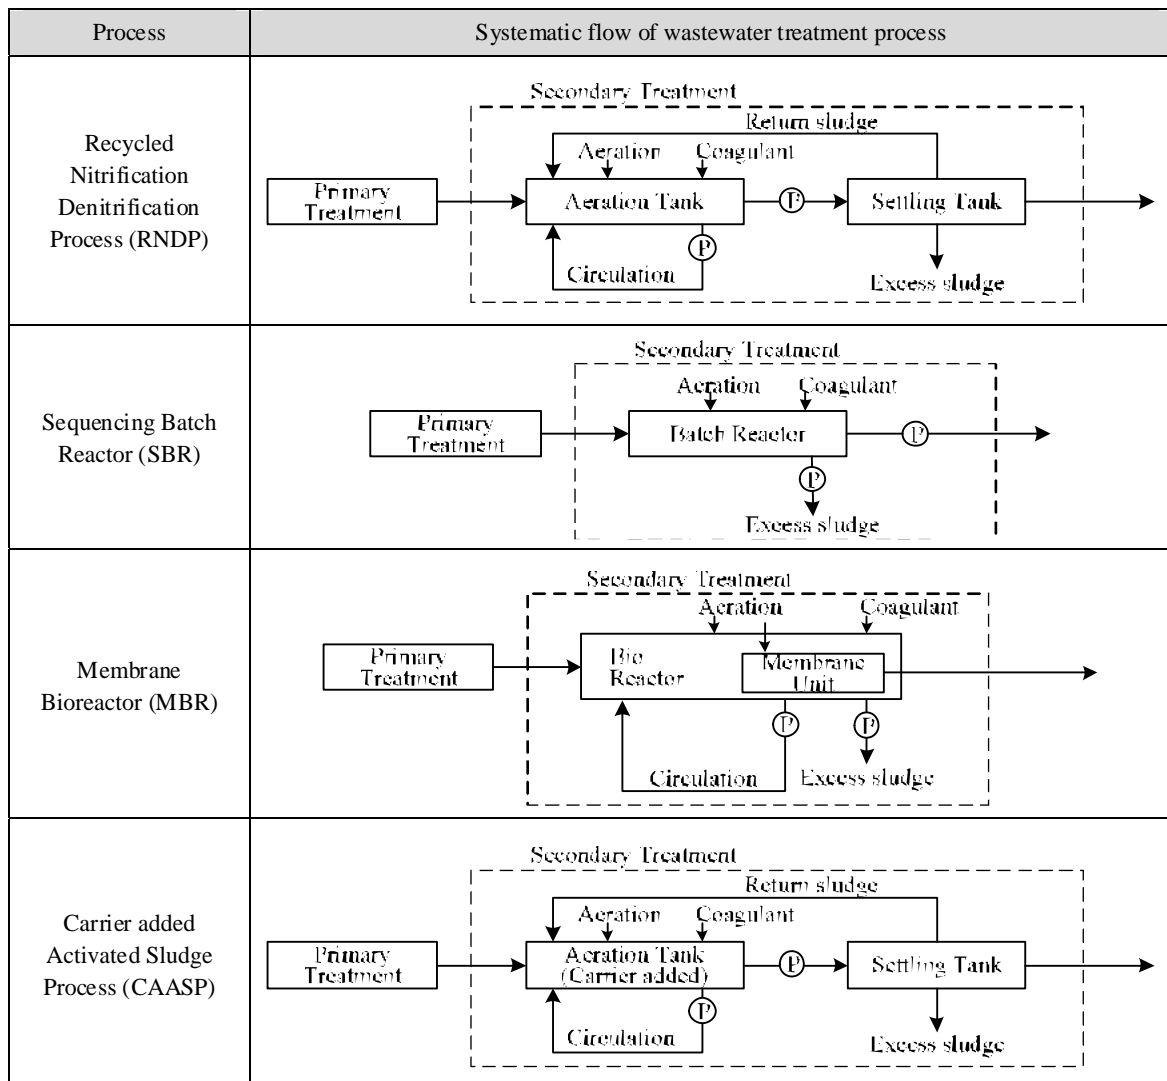 Process
Systematic flow of wastewater treatment process
Recycled
Nitrification
Denitrification
Process (RNDP)
Secondary Treatment
Return sludge
Aeration
Coagulant
Primary
Treatment
Aeration Tank
P
Settling Tank
P
Circulation
Excess sludge
Sequencing Batch
Reactor (SBR)
Secondary Treatment
Aeration
Coagulant
Primary
Treatment
Batch Reactor
P
P
Excess sludge
Membrane
Bioreactor (MBR)
Secondary Treatment
Aeration
Coagulant
Primary
Treatment
Bio
Reactor
Membrane
Unit
P
P
Circulation
Excess sludge
Carrier added
Activated Sludge
Process (CAASP)
Secondary Treatment
Return sludge
Aeration
Coagulant
Primary
Treatment
Aeration Tank
(Carrier added)
P
Settling Tank
P
Circulation
Excess sludge